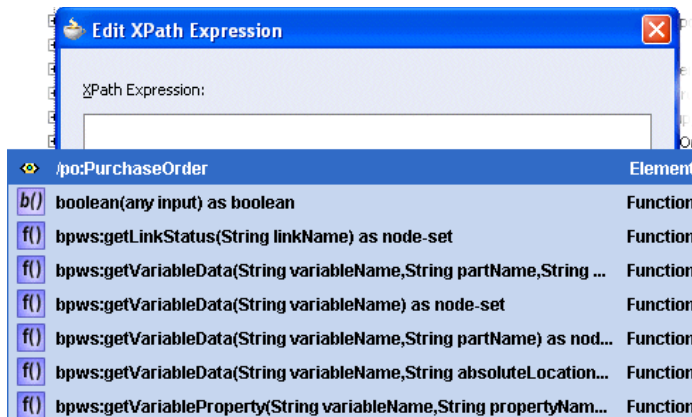 Edit XPath Expression
XPath Expression:
/po:PurchaseOrder Element
b() boolean(any input) as boolean Function
f() bpws:getLinkStatus(String linkName) as node-set Function
f() bpws:getVariableData(String variableName,String partName,String ... Function
f() bpws:getVariableData(String variableName) as node-set Function
f() bpws:getVariableData(String variableName,String partName) as nod... Function
f() bpws:getVariableData(String variableName,String absoluteLocation... Function
f() bpws:getVariableProperty(String variableName,String propertyNam... Function